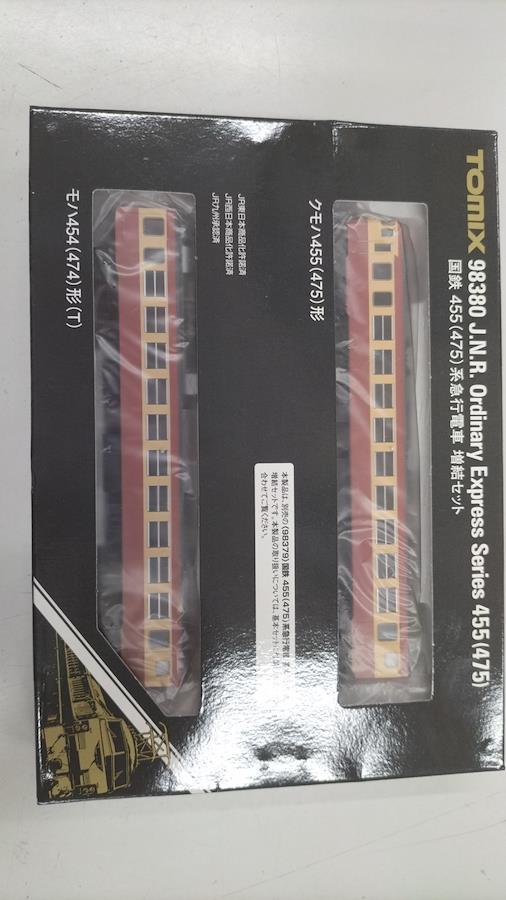 TOMIX 98380 J.N.R. Ordinary Express Series 455(475)
国鉄 455(475)系急行電車 増結セット
クモハ455(475)形
JR東日本商品化許諾済
JR西日本商品化許諾済
JR九州承認済
本製品は、別売の〈98379〉国鉄 455(475)系急行電車
増結セットです。本製品の取り扱いについては、基本セットに
合わせてご覧ください。
モハ454(474)形(T)